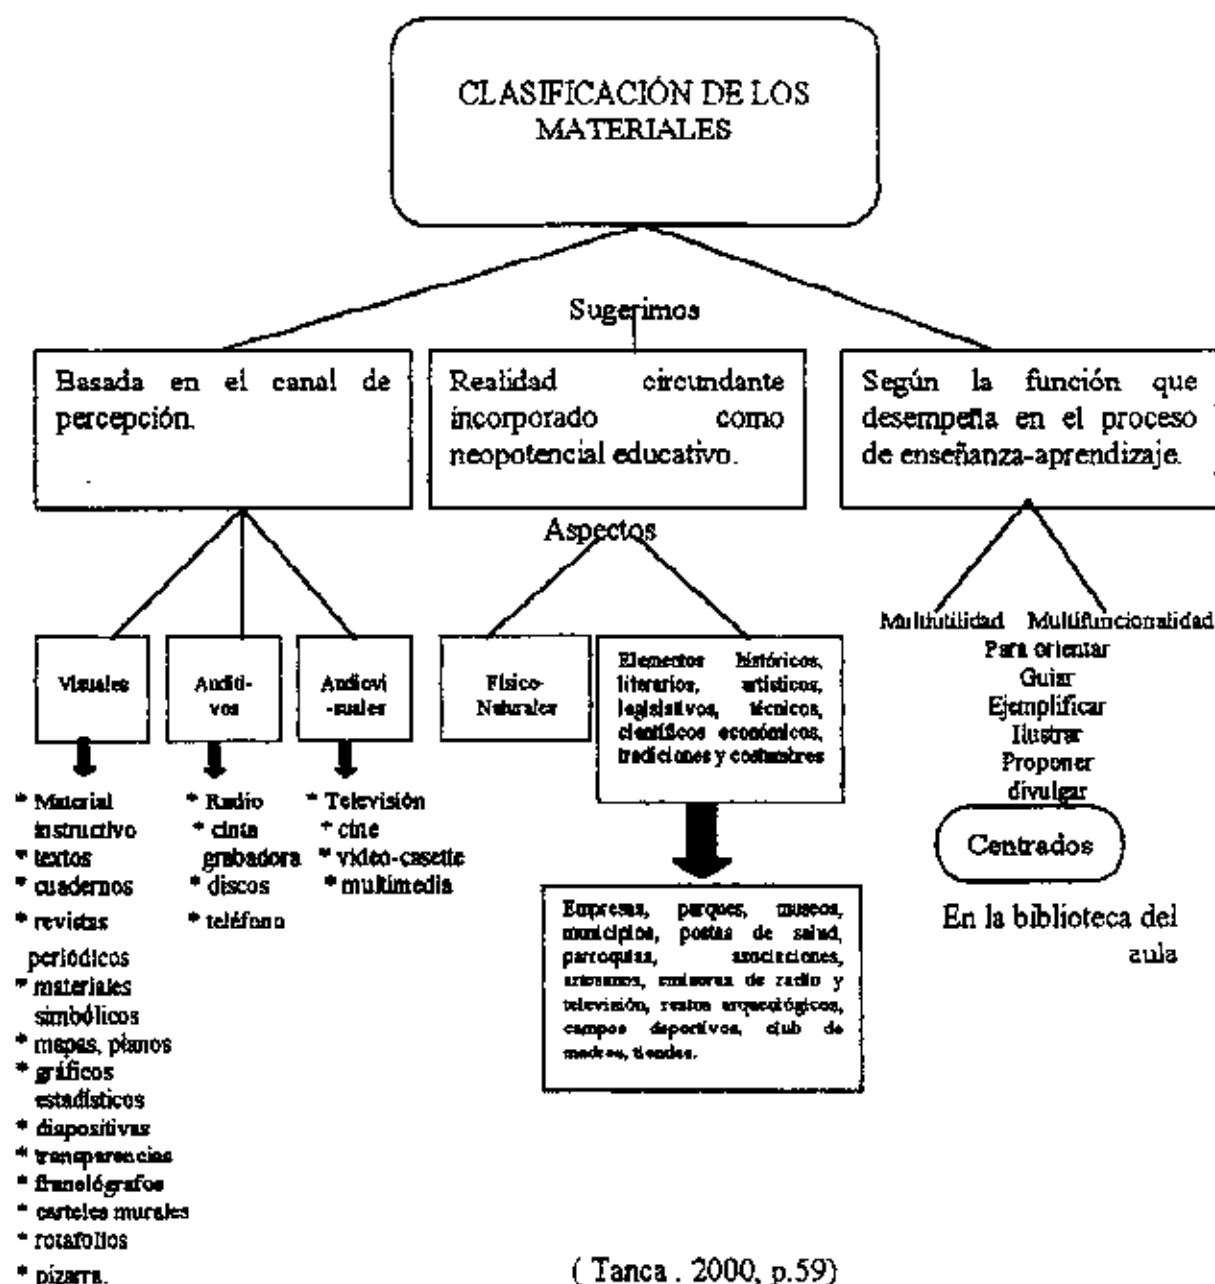 CLASIFICACIÓN DE LOS
MATERIALES
Sugerimos
Basada en el canal de
percepción.
Realidad circundante
incorporado como
neopotencial educativo.
Según la función que
desempeña en el proceso
de enseñanza-aprendizaje.
Aspectos
Visuales
Auditi-
vos
Audiovi
-suales
Físico-
Naturales
Elementos históricos,
literarios, artísticos,
legislativos, técnicos,
científicos económicos,
tradiciones y costumbres
Multiutilidad Multifuncionalidad
Para orientar
Guiar
Ejemplificar
Ilustrar
Proponer
divulgar
Centrados
En la biblioteca del
aula
* Material
instructivo
* textos
* cuadernos
* revistas
periódicos
* materiales
simbólicos
* mapas, planos
* gráficos
estadísticos
* diapositivas
* transparencias
* franelógrafos
* carteles murales
* rotafolios
* pizarra.
* Radio
* cinta
grabadora
* discos
* teléfono
* Televisión
* cine
* video-casette
* multimedia
Empresas, parques, museos,
municipios, postas de salud,
parroquias, asociaciones,
artesanos, emisoras de radio y
televisión, restos arqueológicos,
campos deportivos, club de
madres, tiendas.
( Tanca . 2000, p.59)